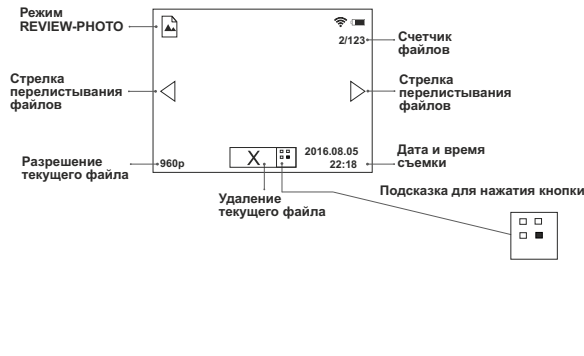 Режим
REVIEW-PHOTO
2/123
Счетчик
файлов
Стрелка
перелистывания
файлов
Стрелка
перелистывания
файлов
Разрешение
текущего файла
960p
X
2016.08.05
22:18
Дата и время
съемки
Удаление
текущего файла
Подсказка для нажатия кнопки